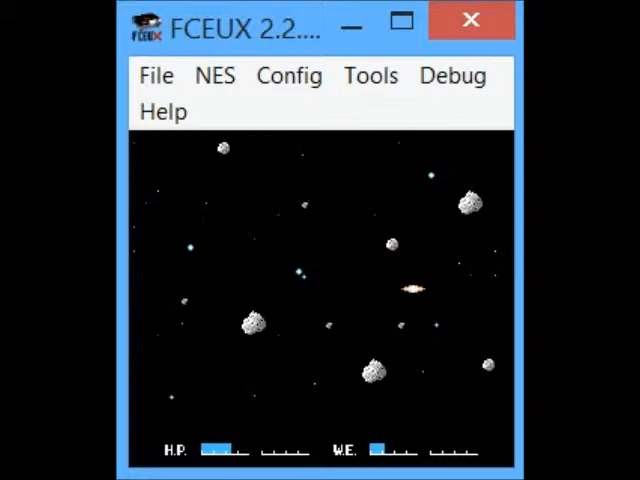 FCEUX 2.2....
File NES Config Tools Debug
Help
H.P. W.E.